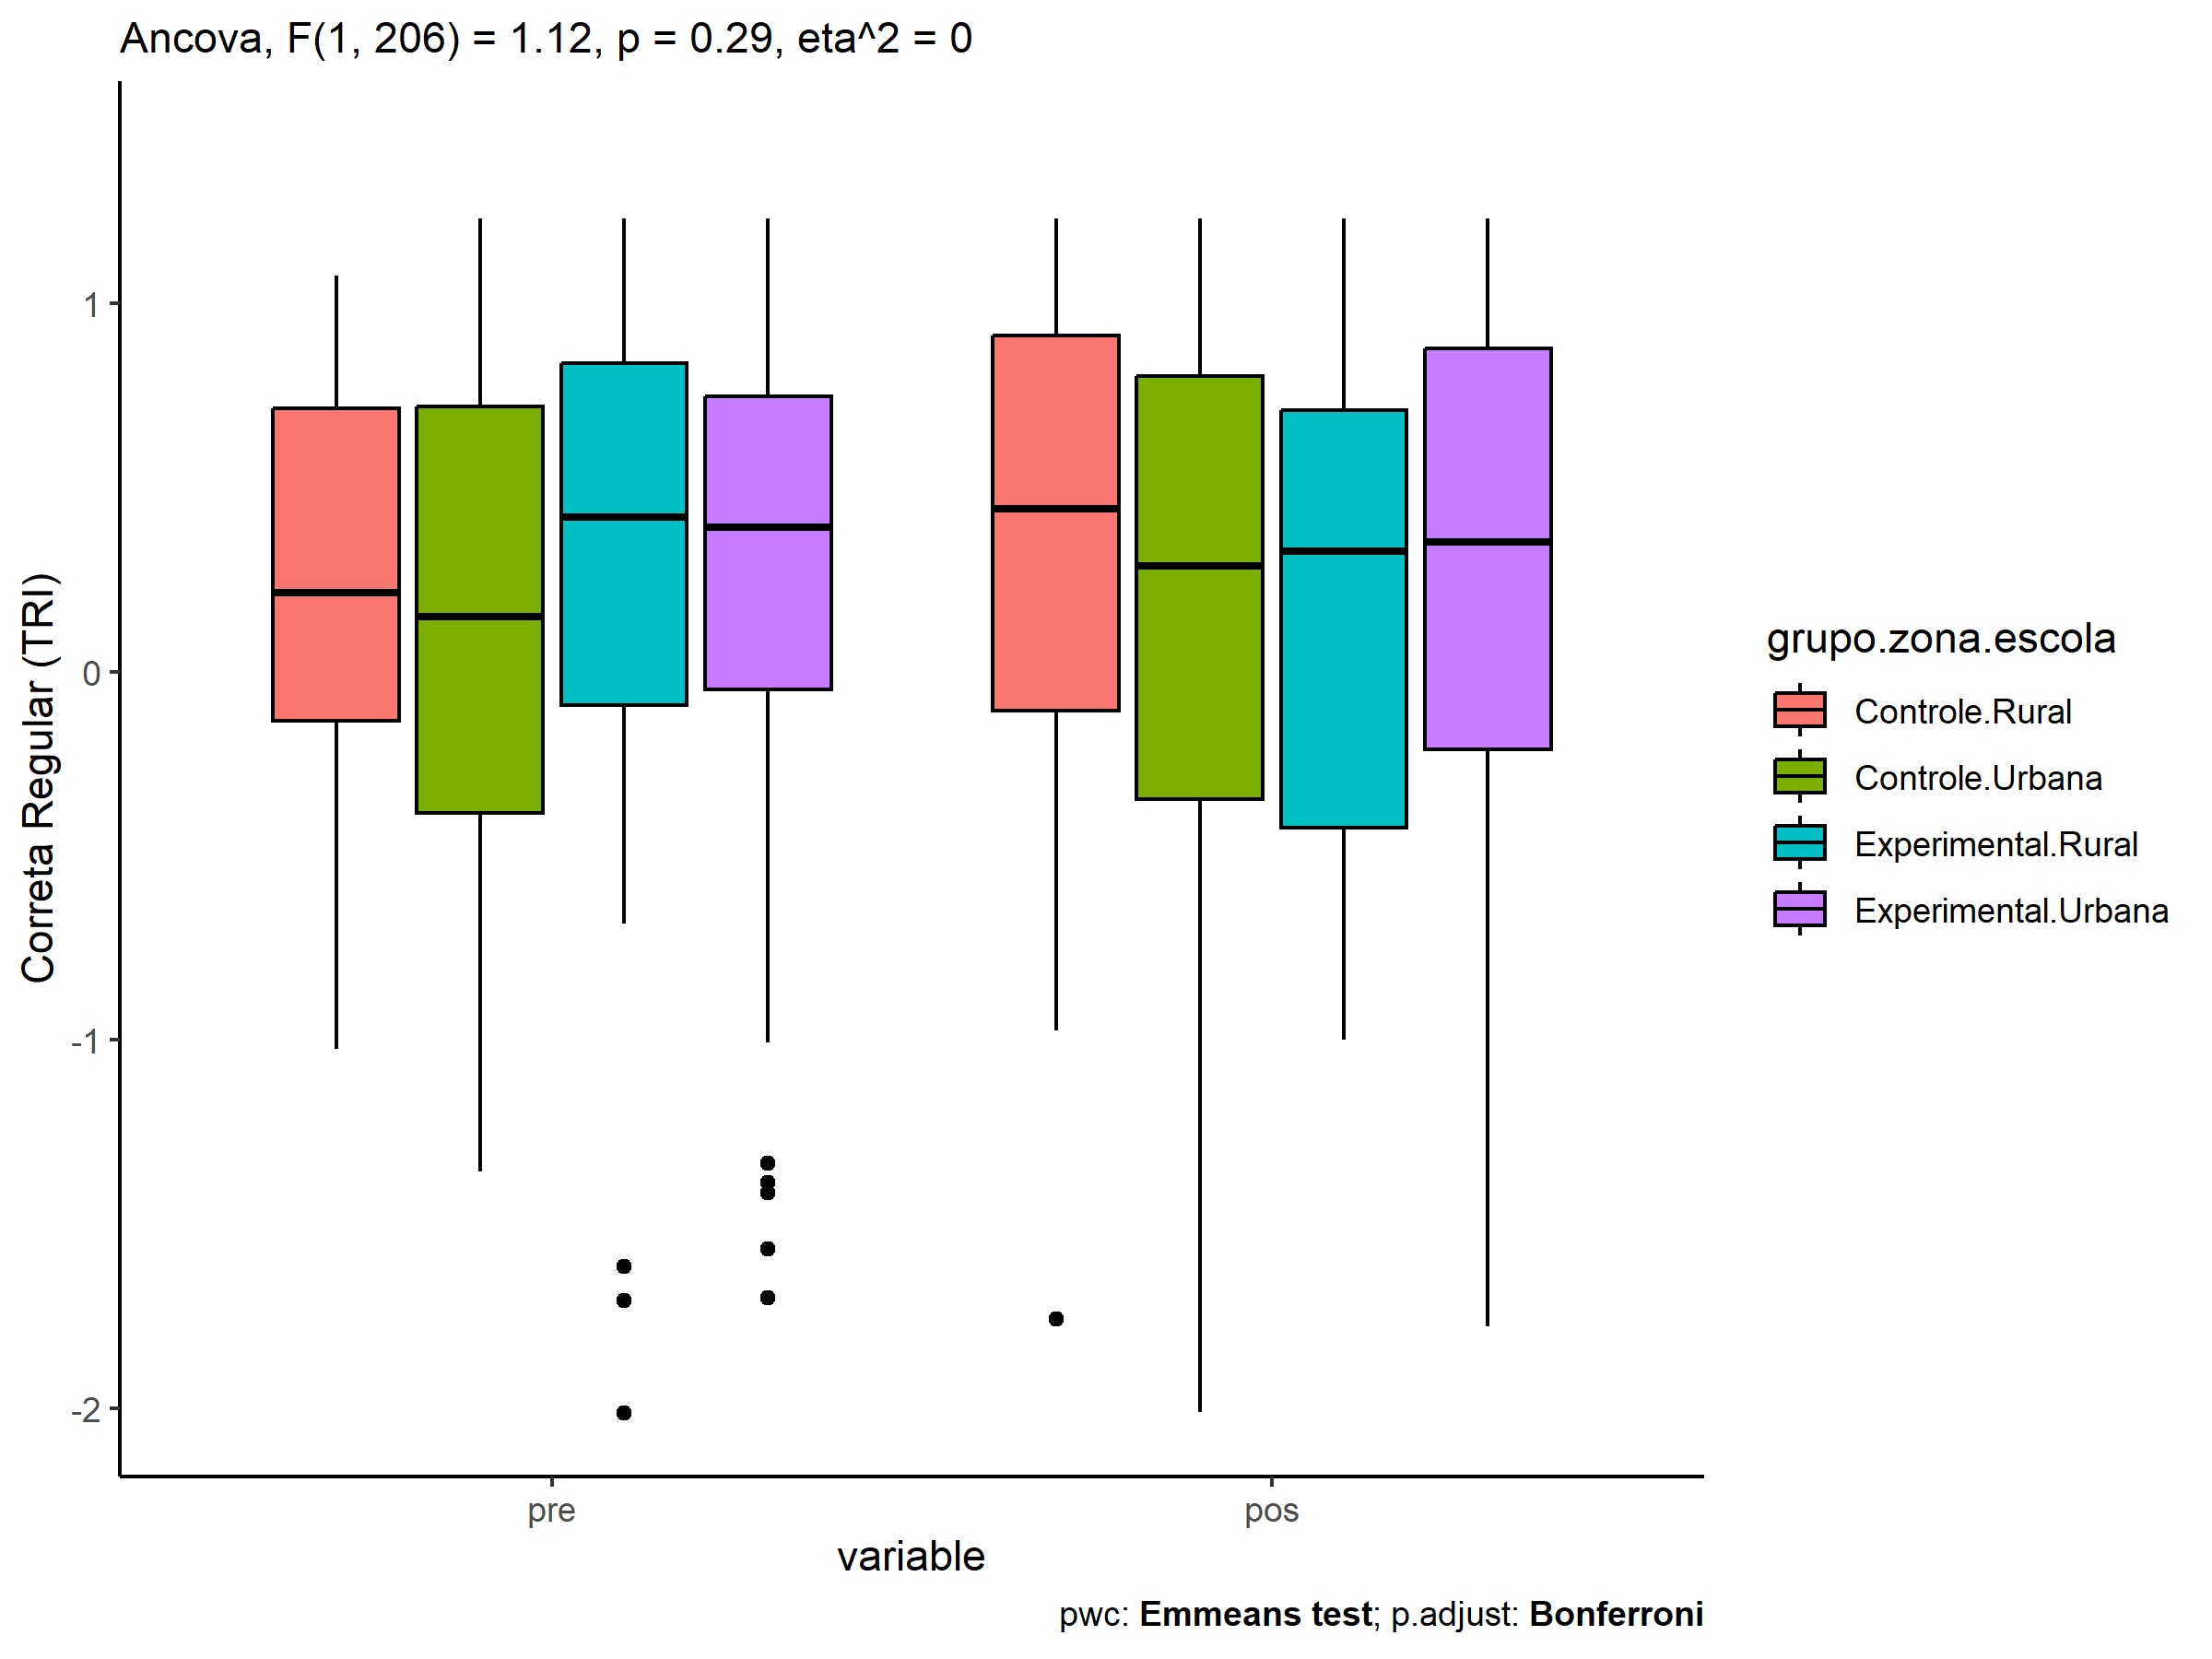 Ancova, F(1, 206) = 1.12, p = 0.29, eta^2 = 0
Correta Regular (TRI)
1
0
-1
-2
pre
pos
variable
grupo.zona.escola
Controle.Rural
Controle.Urbana
Experimental.Rural
Experimental.Urbana
pwc: Emmeans test; p.adjust: Bonferroni